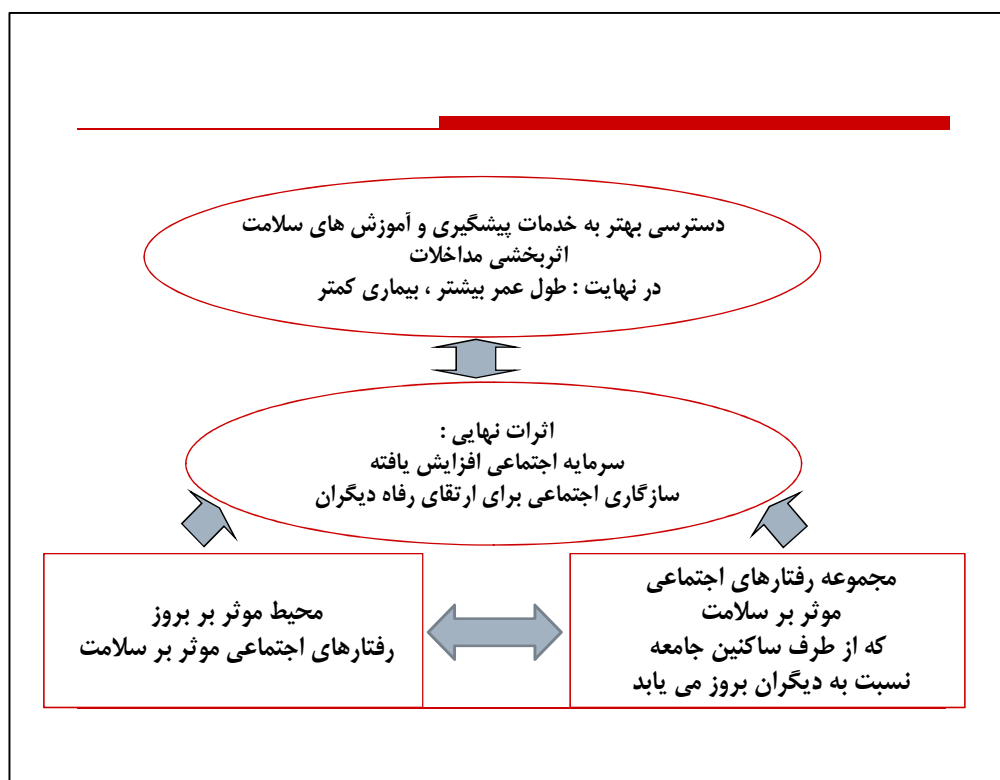 دسترسی بهتر به خدمات پیشگیری و آموزش های سلامت
اثربخشی مداخلات
در نهایت : طول عمر بیشتر ، بیماری کمتر
اثرات نهایی :
سرمایه اجتماعی افزایش یافته
سازگاری اجتماعی برای ارتقای رفاه دیگران
مجموعه رفتارهای اجتماعی
موثر بر سلامت
که از طرف ساکنین جامعه
نسبت به دیگران بروز می یابد
محیط موثر بر بروز
رفتارهای اجتماعی موثر بر سلامت